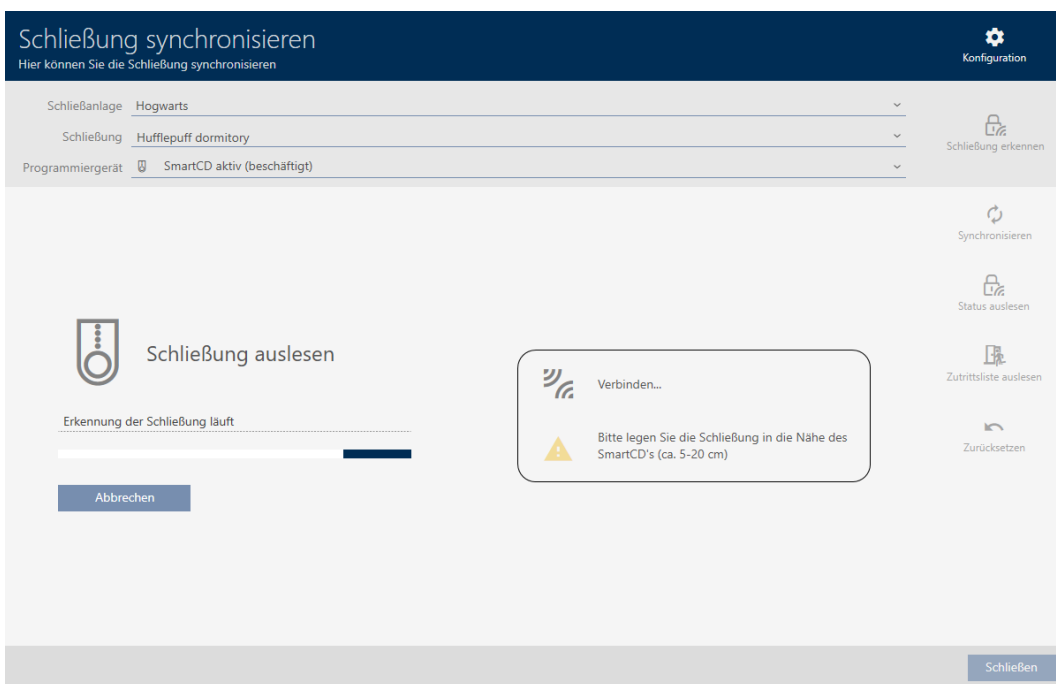 Schließung synchronisieren
Hier können Sie die Schließung synchronisieren
Konfiguration
Schließanlage Hogwarts
Schließung Hufflepuff dormitory
Programmiergerät SmartCD aktiv (beschäftigt)
Schließung erkennen
Synchronisieren
Status auslesen
Zutrittsliste auslesen
Zurücksetzen
Schließung auslesen
Erkennung der Schließung läuft
Abbrechen
Verbinden...
Bitte legen Sie die Schließung in die Nähe des
SmartCD's (ca. 5-20 cm)
Schließen